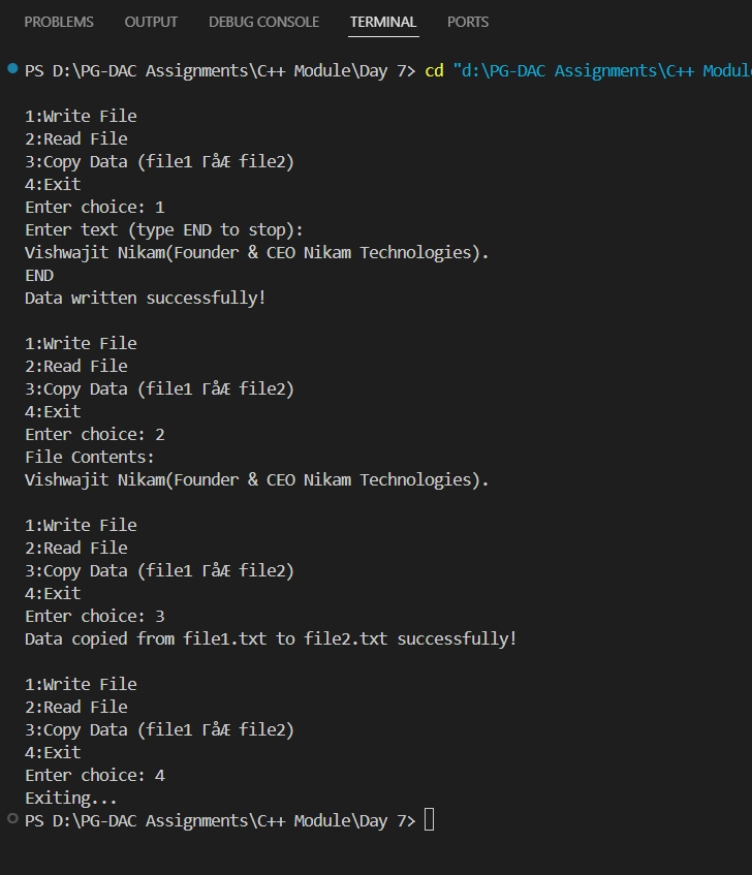 PROBLEMS OUTPUT DEBUG CONSOLE TERMINAL PORTS
PS D:\PG-DAC Assignments\C++ Module\Day 7> cd "d:\PG-DAC Assignments\C++ Modul
1:Write File
2:Read File
3:Copy Data (file1 ΓåÆ file2)
4:Exit
Enter choice: 1
Enter text (type END to stop):
Vishwajit Nikam(Founder & CEO Nikam Technologies).
END
Data written successfully!
1:Write File
2:Read File
3:Copy Data (file1 ΓåÆ file2)
4:Exit
Enter choice: 2
File Contents:
Vishwajit Nikam(Founder & CEO Nikam Technologies).
1:Write File
2:Read File
3:Copy Data (file1 ΓåÆ file2)
4:Exit
Enter choice: 3
Data copied from file1.txt to file2.txt successfully!
1:Write File
2:Read File
3:Copy Data (file1 ΓåÆ file2)
4:Exit
Enter choice: 4
Exiting...
PS D:\PG-DAC Assignments\C++ Module\Day 7>